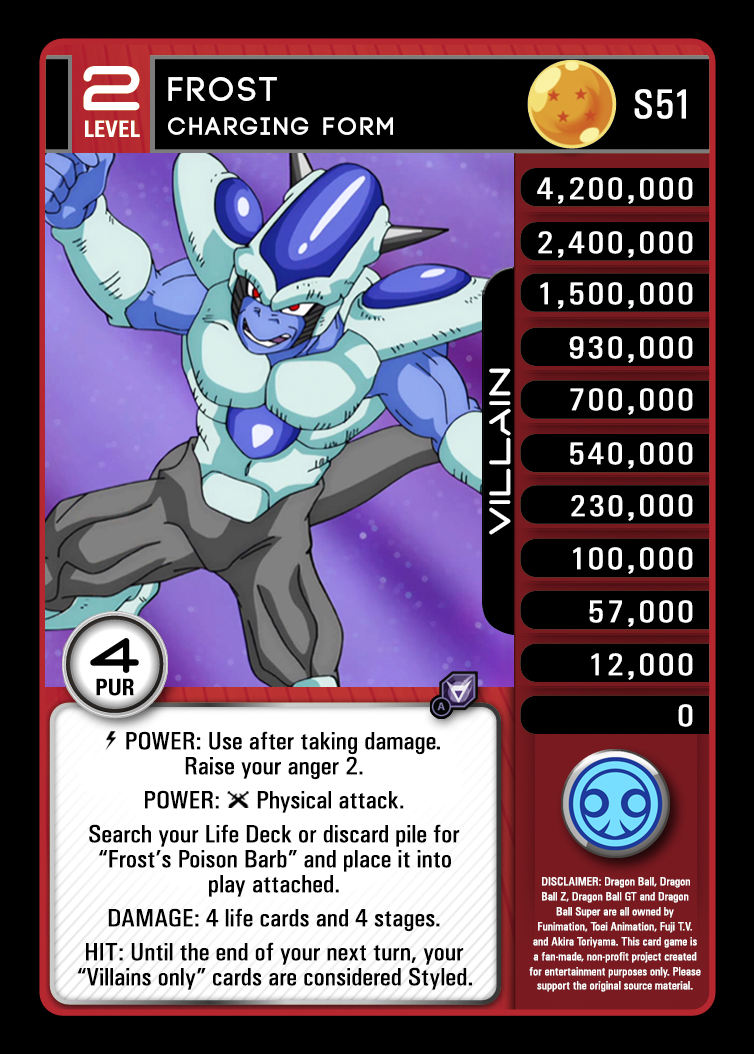 2
LEVEL
FROST
CHARGING FORM
S51
4,200,000
2,400,000
1,500,000
930,000
700,000
540,000
230,000
100,000
57,000
12,000
0
VILLAIN
4
PUR
A
POWER: Use after taking damage.
Raise your anger 2.
POWER: Physical attack.
Search your Life Deck or discard pile for
“Frost’s Poison Barb” and place it into
play attached.
DAMAGE: 4 life cards and 4 stages.
HIT: Until the end of your next turn, your
“Villains only” cards are considered Styled.
DISCLAIMER: Dragon Ball, Dragon
Ball Z, Dragon Ball GT and Dragon
Ball Super are all owned by
Funimation, Toei Animation, Fuji T.V.
and Akira Toriyama. This card game is
a fan-made, non-profit project created
for entertainment purposes only. Please
support the original source material.